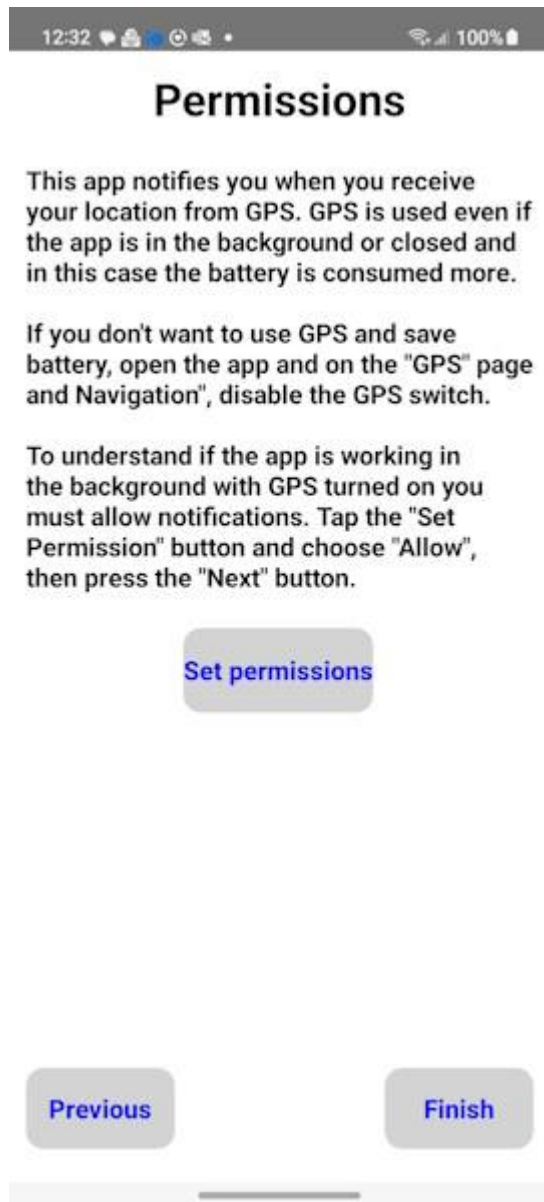 12:32
100%
Permissions
This app notifies you when you receive
your location from GPS. GPS is used even if
the app is in the background or closed and
in this case the battery is consumed more.
If you don't want to use GPS and save
battery, open the app and on the "GPS" page
and Navigation", disable the GPS switch.
To understand if the app is working in
the background with GPS turned on you
must allow notifications. Tap the "Set
Permission" button and choose "Allow",
then press the "Next" button.
Set permissions
Previous
Finish